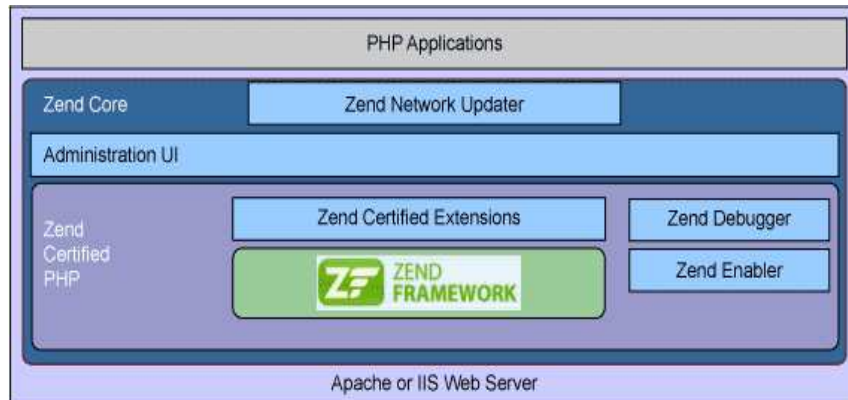 PHP Applications
Zend Core
Zend Network Updater
Administration UI
Zend
Certified
PHP
Zend Certified Extensions
Zend Debugger
ZF ZEND
FRAMEWORK
Zend Enabler
Apache or IIS Web Server